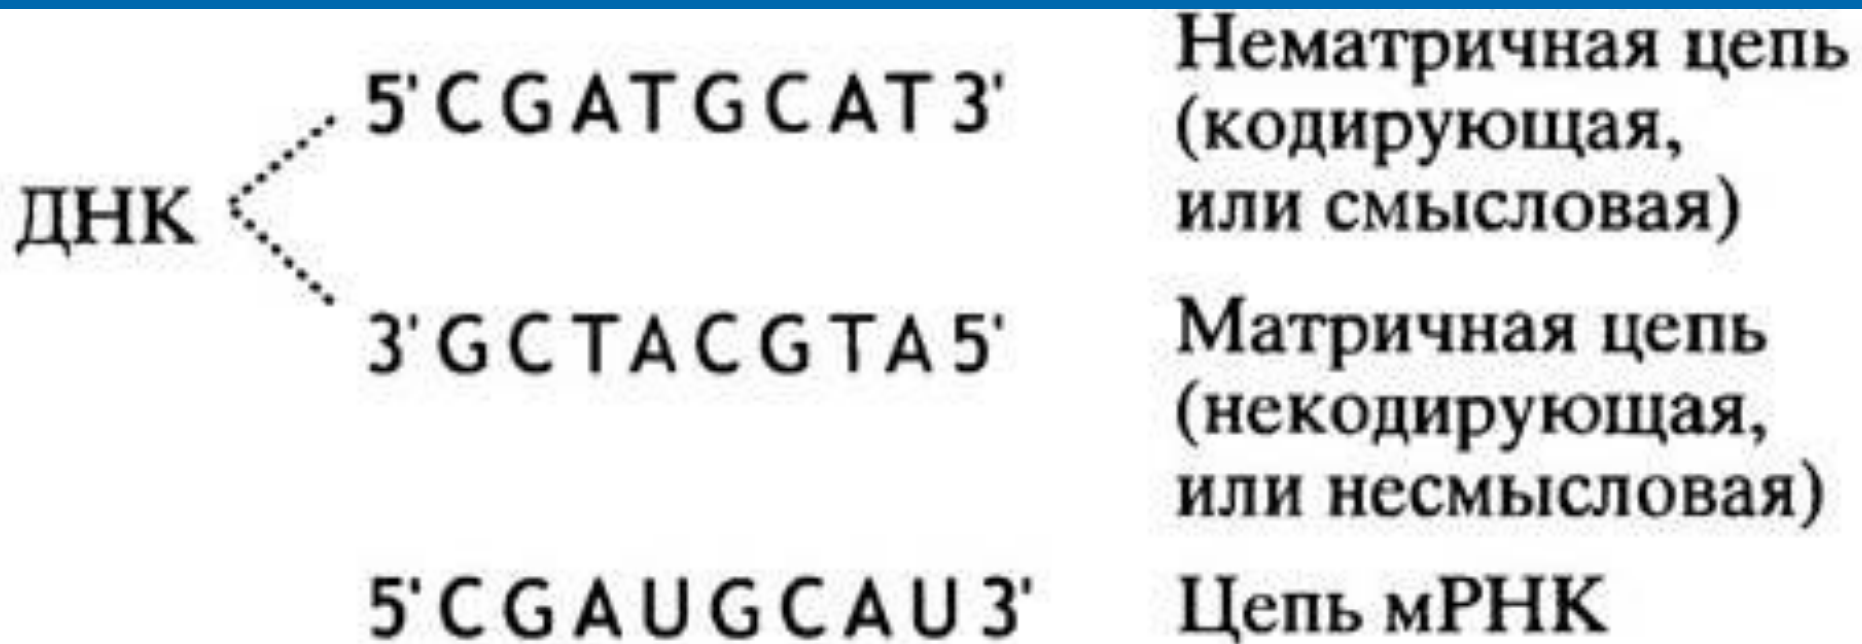 5'CGATGCAT3'
Нематричная цепь
(кодирующая,
или смысловая)
ДНК
3'GCTACGTA5'
Матричная цепь
(некодирующая,
или несмысловая)
5'CGAUGCAU3'
Цепь мРНК